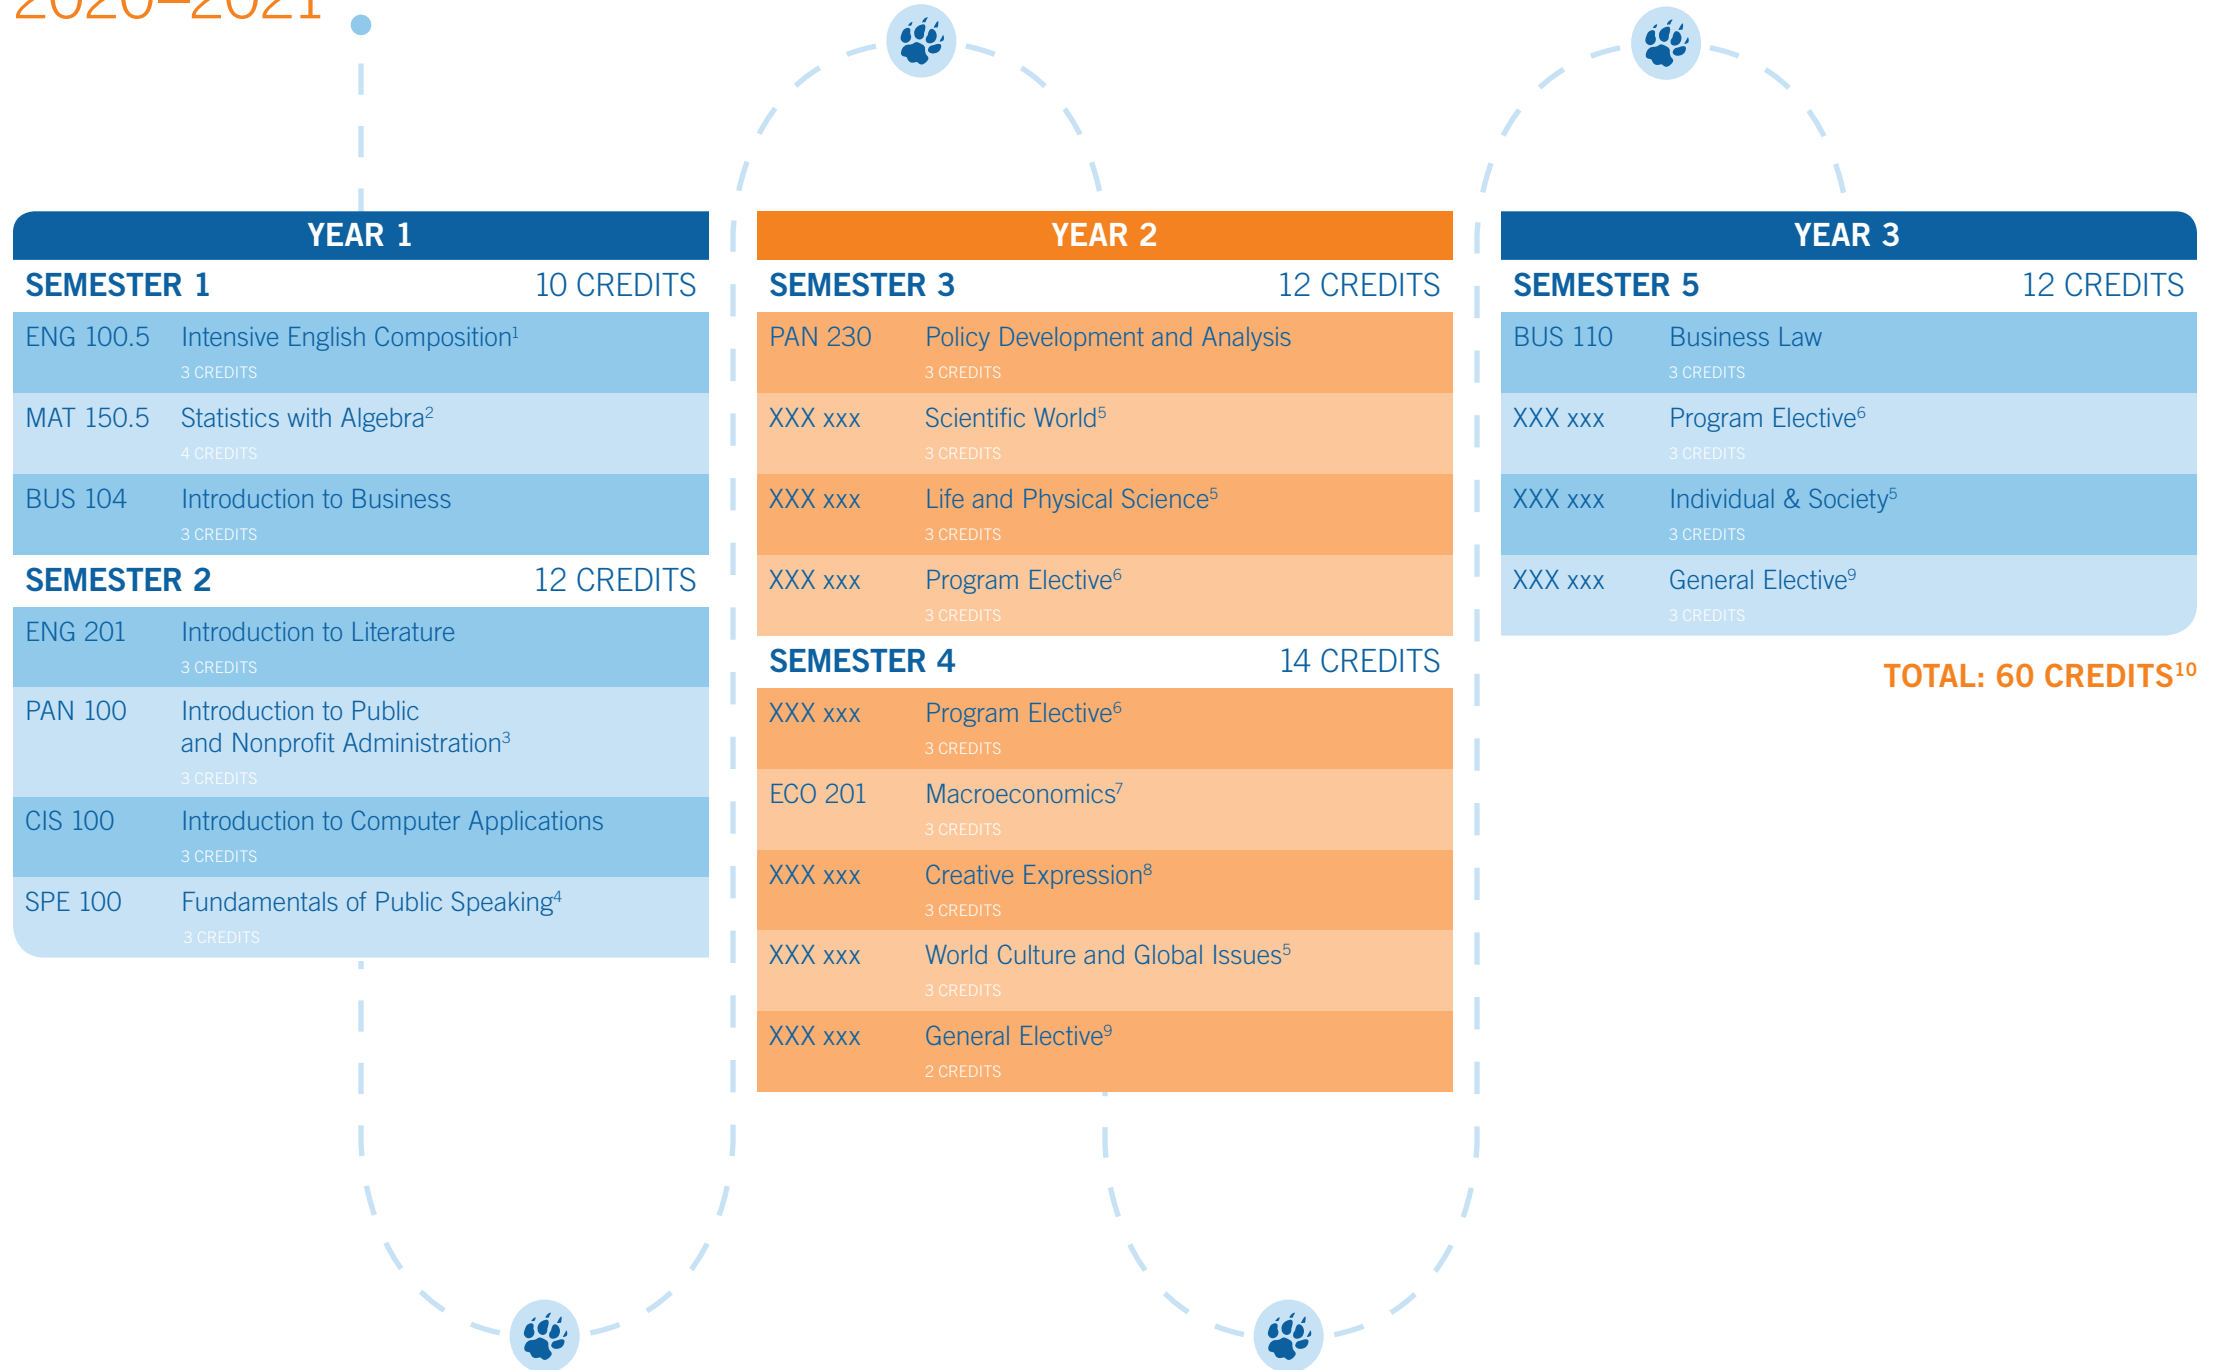 2020–2021
YEAR 1
SEMESTER 1 10 CREDITS
ENG 100.5 Intensive English Composition¹
3 CREDITS
MAT 150.5 Statistics with Algebra²
4 CREDITS
BUS 104 Introduction to Business
3 CREDITS
SEMESTER 2 12 CREDITS
ENG 201 Introduction to Literature
3 CREDITS
PAN 100 Introduction to Public
and Nonprofit Administration³
3 CREDITS
CIS 100 Introduction to Computer Applications
3 CREDITS
SPE 100 Fundamentals of Public Speaking⁴
3 CREDITS
YEAR 2
SEMESTER 3 12 CREDITS
PAN 230 Policy Development and Analysis
3 CREDITS
XXX xxx Scientific World⁵
3 CREDITS
XXX xxx Life and Physical Science⁵
3 CREDITS
XXX xxx Program Elective⁶
3 CREDITS
SEMESTER 4 14 CREDITS
XXX xxx Program Elective⁶
3 CREDITS
ECO 201 Macroeconomics⁷
3 CREDITS
XXX xxx Creative Expression⁸
3 CREDITS
XXX xxx World Culture and Global Issues⁵
3 CREDITS
XXX xxx General Elective⁹
2 CREDITS
YEAR 3
SEMESTER 5 12 CREDITS
BUS 110 Business Law
3 CREDITS
XXX xxx Program Elective⁶
3 CREDITS
XXX xxx Individual & Society⁵
3 CREDITS
XXX xxx General Elective⁹
3 CREDITS
TOTAL: 60 CREDITS¹⁰